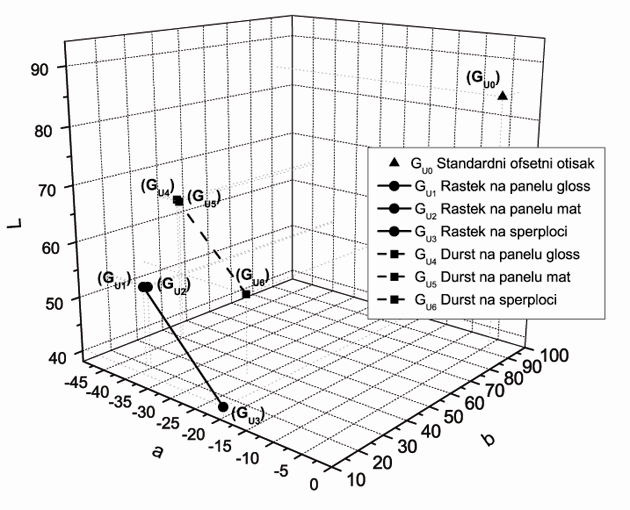 90
80
70
60
50
40
L
-45
-40
-35
-30
-25
-20
-15
-10
-5
0
a
10
20
30
40
50
60
70
80
90
100
b
(GU0)
(GU4)
(GU5)
(GU1)
(GU2)
(GU6)
(GU3)
GU0 Standardni ofsetni otisak
GU1 Rastek na panelu gloss
GU2 Rastek na panelu mat
GU3 Rastek na sperploci
GU4 Durst na panelu gloss
GU5 Durst na panelu mat
GU6 Durst na sperploci